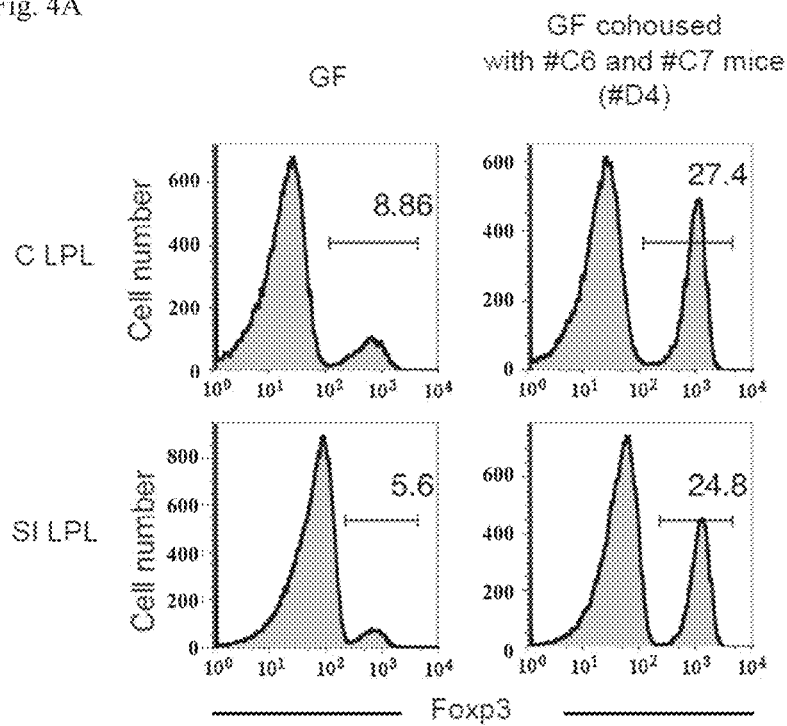 Fig. 4A
GF
GF cohoused
with #C6 and #C7 mice
(#D4)
C LPL
Cell number
600
400
200
0
8.86
10⁰ 10¹ 10² 10³ 10⁴
600
400
200
0
27.4
10⁰ 10¹ 10² 10³ 10⁴
SI LPL
Cell number
800
600
400
200
0
5.6
10⁰ 10¹ 10² 10³ 10⁴
600
400
200
0
24.8
10⁰ 10¹ 10² 10³ 10⁴
Foxp3